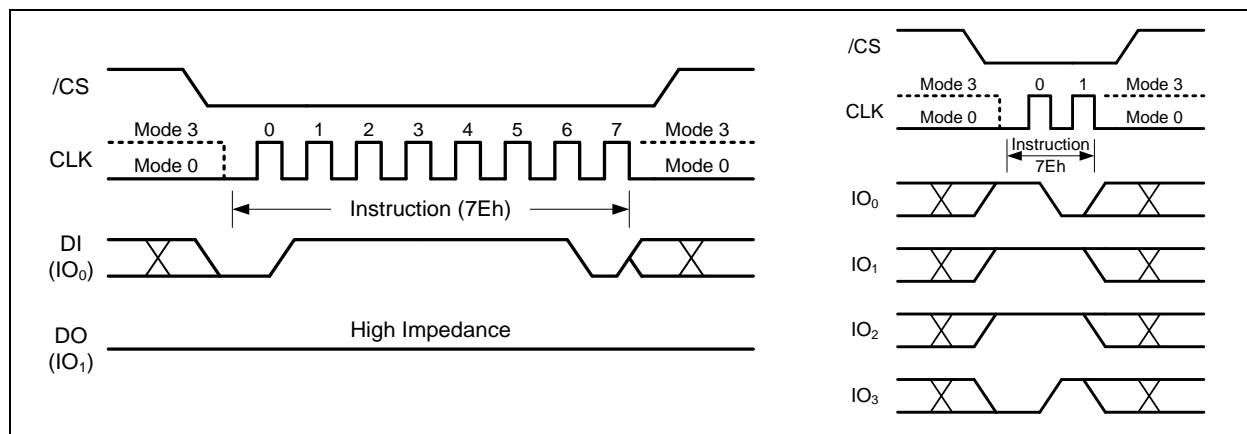 /CS
Mode 3
0 1 2 3 4 5 6 7
Mode 3
CLK
Mode 0
Mode 0
Instruction (7Eh)
DI
(IO₀)
High Impedance
DO
(IO₁)
/CS
Mode 3
0 1
Mode 3
CLK
Mode 0
Mode 0
Instruction
7Eh
IO₀
IO₁
IO₂
IO₃